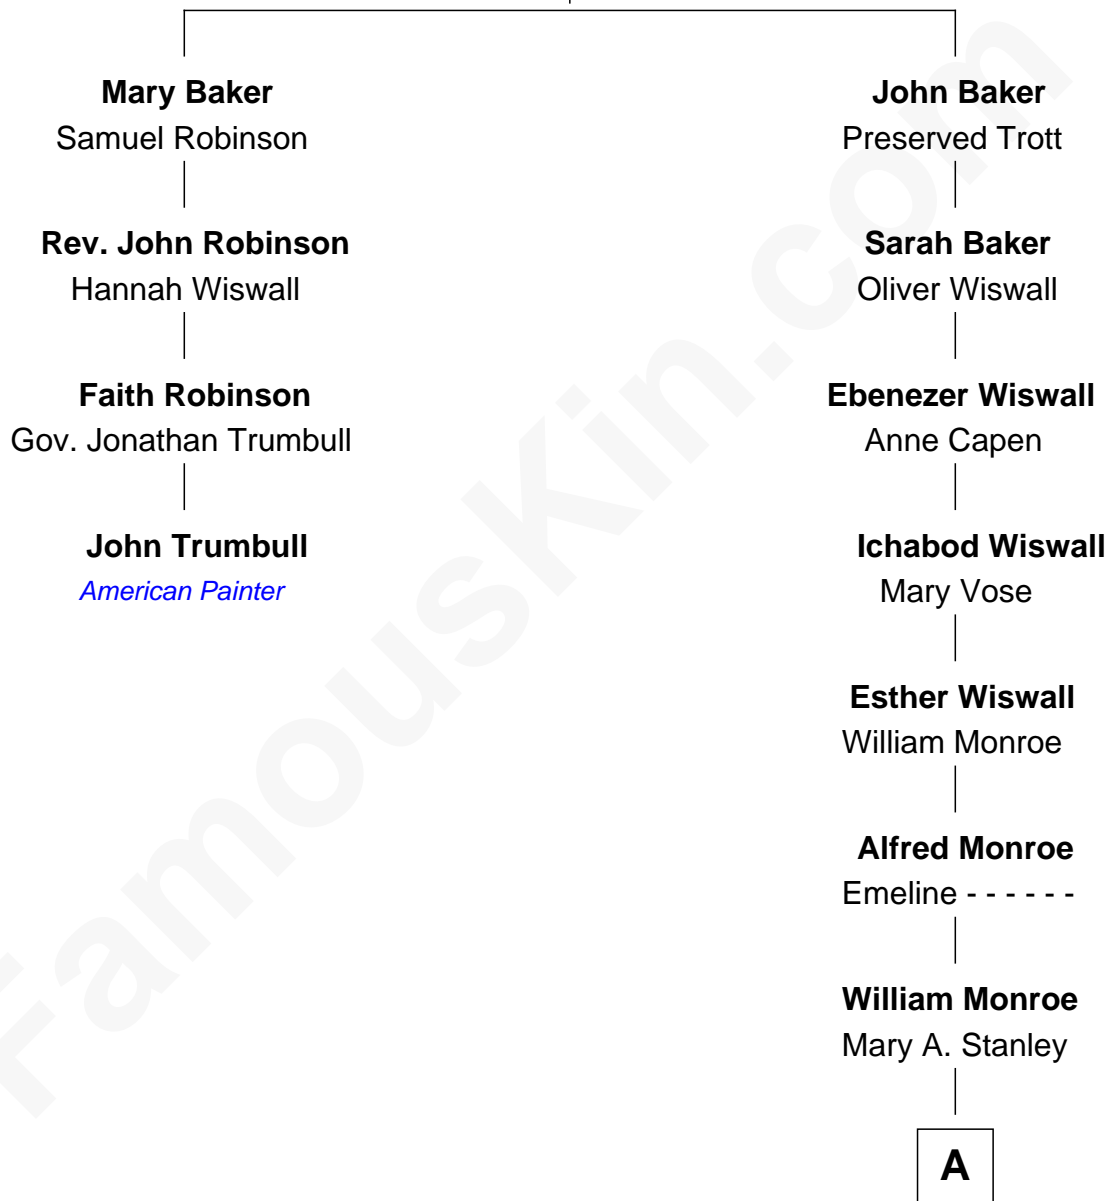 Mary Baker
Samuel Robinson
Rev. John Robinson
Hannah Wiswall
Faith Robinson
Gov. Jonathan Trumbull
John Trumbull
American Painter
John Baker
Preserved Trott
Sarah Baker
Oliver Wiswall
Ebenezer Wiswall
Anne Capen
Ichabod Wiswall
Mary Vose
Esther Wiswall
William Monroe
Alfred Monroe
Emeline - - - - - -
William Monroe
Mary A. Stanley
A
FamousKin.com